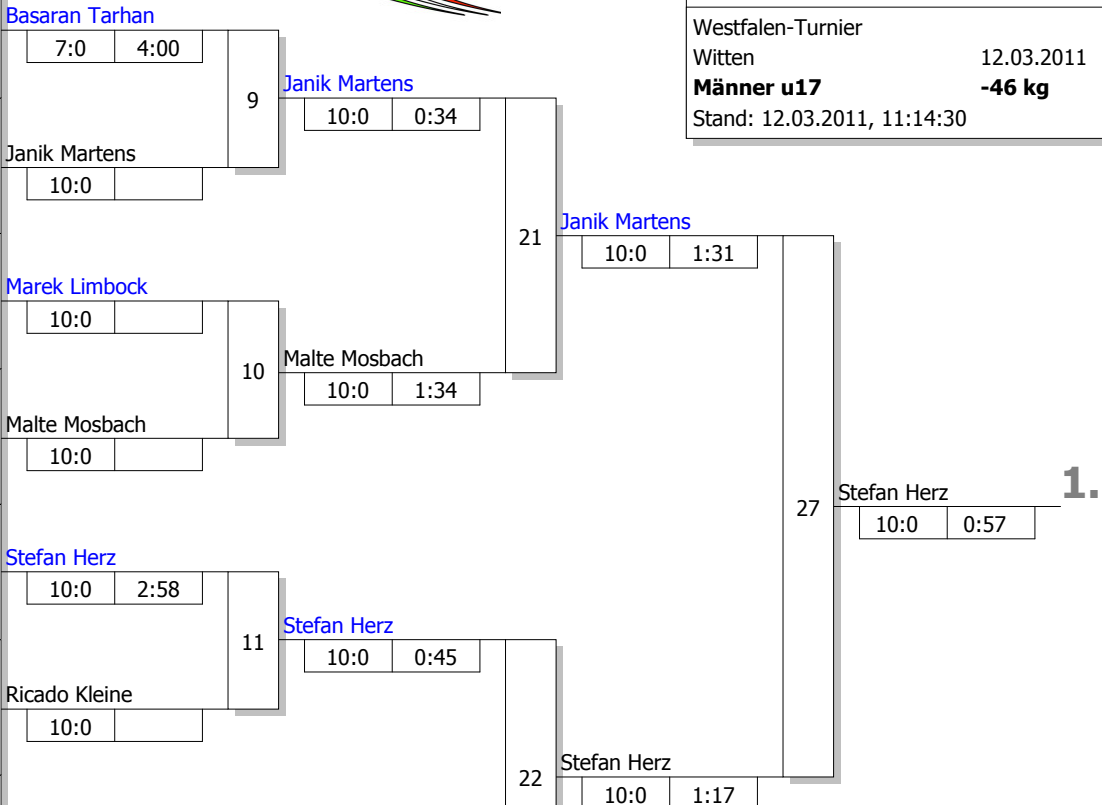 Westfalen-Turnier
Witten 12.03.2011
Männer u17 -46 kg
Stand: 12.03.2011, 11:14:30
Basaran Tarhan
7:0 4:00
9
Janik Martens
10:0 0:34
Janik Martens
10:0
21
Janik Martens
10:0 1:31
Marek Limbock
10:0
10
Malte Mosbach
10:0 1:34
Malte Mosbach
10:0
27
Stefan Herz
1.
10:0 0:57
Stefan Herz
10:0 2:58
11
Stefan Herz
10:0 0:45
Ricado Kleine
10:0
22
Stefan Herz
10:0 1:17